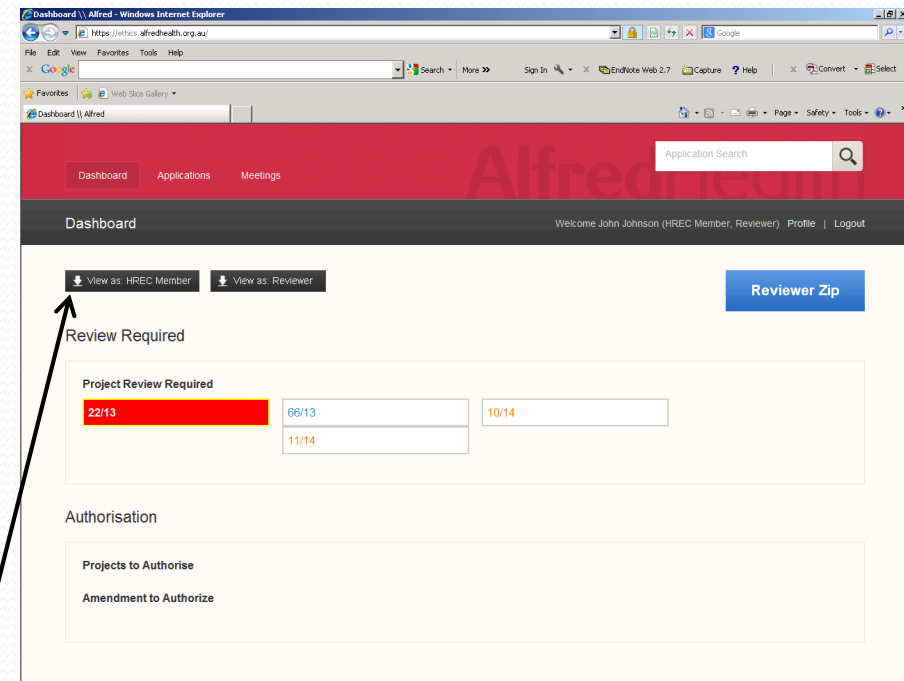 Dashboard \\ Alfred - Windows Internet Explorer
https://ethics.alfredhealth.org.au/
Google
File Edit View Favorites Tools Help
Google Search More » Sign In EndNote Web 2.7 Capture ? Help Convert Select
Favorites Web Slice Gallery
Dashboard \\ Alfred Page Safety Tools
AlfredHealth
Application Search
Dashboard Applications Meetings
Dashboard Welcome John Johnson (HREC Member, Reviewer) Profile | Logout
View as: HREC Member View as: Reviewer Reviewer Zip
Review Required
Project Review Required
22/13 66/13 10/14
11/14
Authorisation
Projects to Authorise
Amendment to Authorize